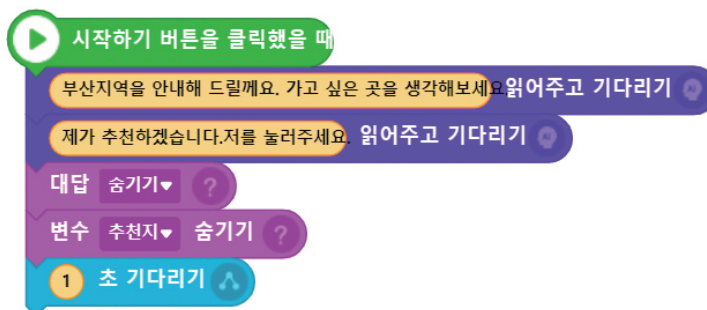 시작하기 버튼을 클릭했을 때
부산지역을 안내해 드릴께요. 가고 싶은 곳을 생각해보세요 읽어주고 기다리기
제가 추천하겠습니다.저를 눌러주세요. 읽어주고 기다리기
대답 숨기기▼ ?
변수 추천지▼ 숨기기 ?
1 초 기다리기